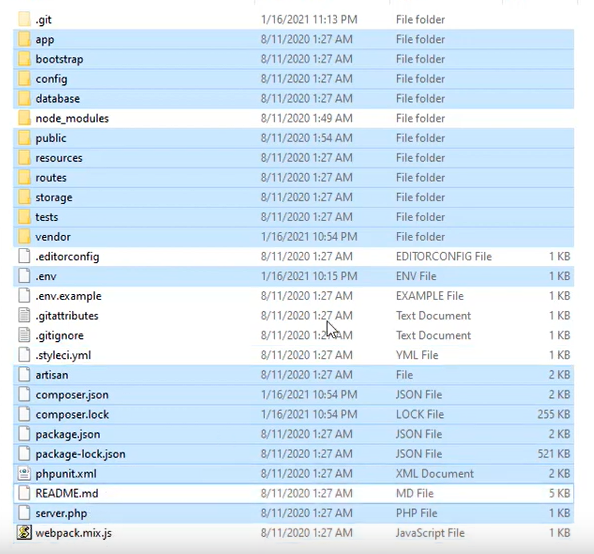 .git 1/16/2021 11:13 PM File folder
app 8/11/2020 1:27 AM File folder
bootstrap 8/11/2020 1:27 AM File folder
config 8/11/2020 1:27 AM File folder
database 8/11/2020 1:27 AM File folder
node_modules 8/11/2020 1:49 AM File folder
public 8/11/2020 1:54 AM File folder
resources 8/11/2020 1:27 AM File folder
routes 8/11/2020 1:27 AM File folder
storage 8/11/2020 1:27 AM File folder
tests 8/11/2020 1:27 AM File folder
vendor 1/16/2021 10:54 PM File folder
.editorconfig 8/11/2020 1:27 AM EDITORCONFIG File 1 KB
.env 1/16/2021 10:15 PM ENV File 1 KB
.env.example 8/11/2020 1:27 AM EXAMPLE File 1 KB
.gitattributes 8/11/2020 1:27 AM Text Document 1 KB
.gitignore 8/11/2020 1:27 AM Text Document 1 KB
.styleci.yml 8/11/2020 1:27 AM YML File 1 KB
artisan 8/11/2020 1:27 AM File 2 KB
composer.json 1/16/2021 10:54 PM JSON File 2 KB
composer.lock 1/16/2021 10:54 PM LOCK File 255 KB
package.json 8/11/2020 1:27 AM JSON File 2 KB
package-lock.json 8/11/2020 1:27 AM JSON File 521 KB
phpunit.xml 8/11/2020 1:27 AM XML Document 2 KB
README.md 8/11/2020 1:27 AM MD File 5 KB
server.php 8/11/2020 1:27 AM PHP File 1 KB
webpack.mix.js 8/11/2020 1:27 AM JavaScript File 1 KB